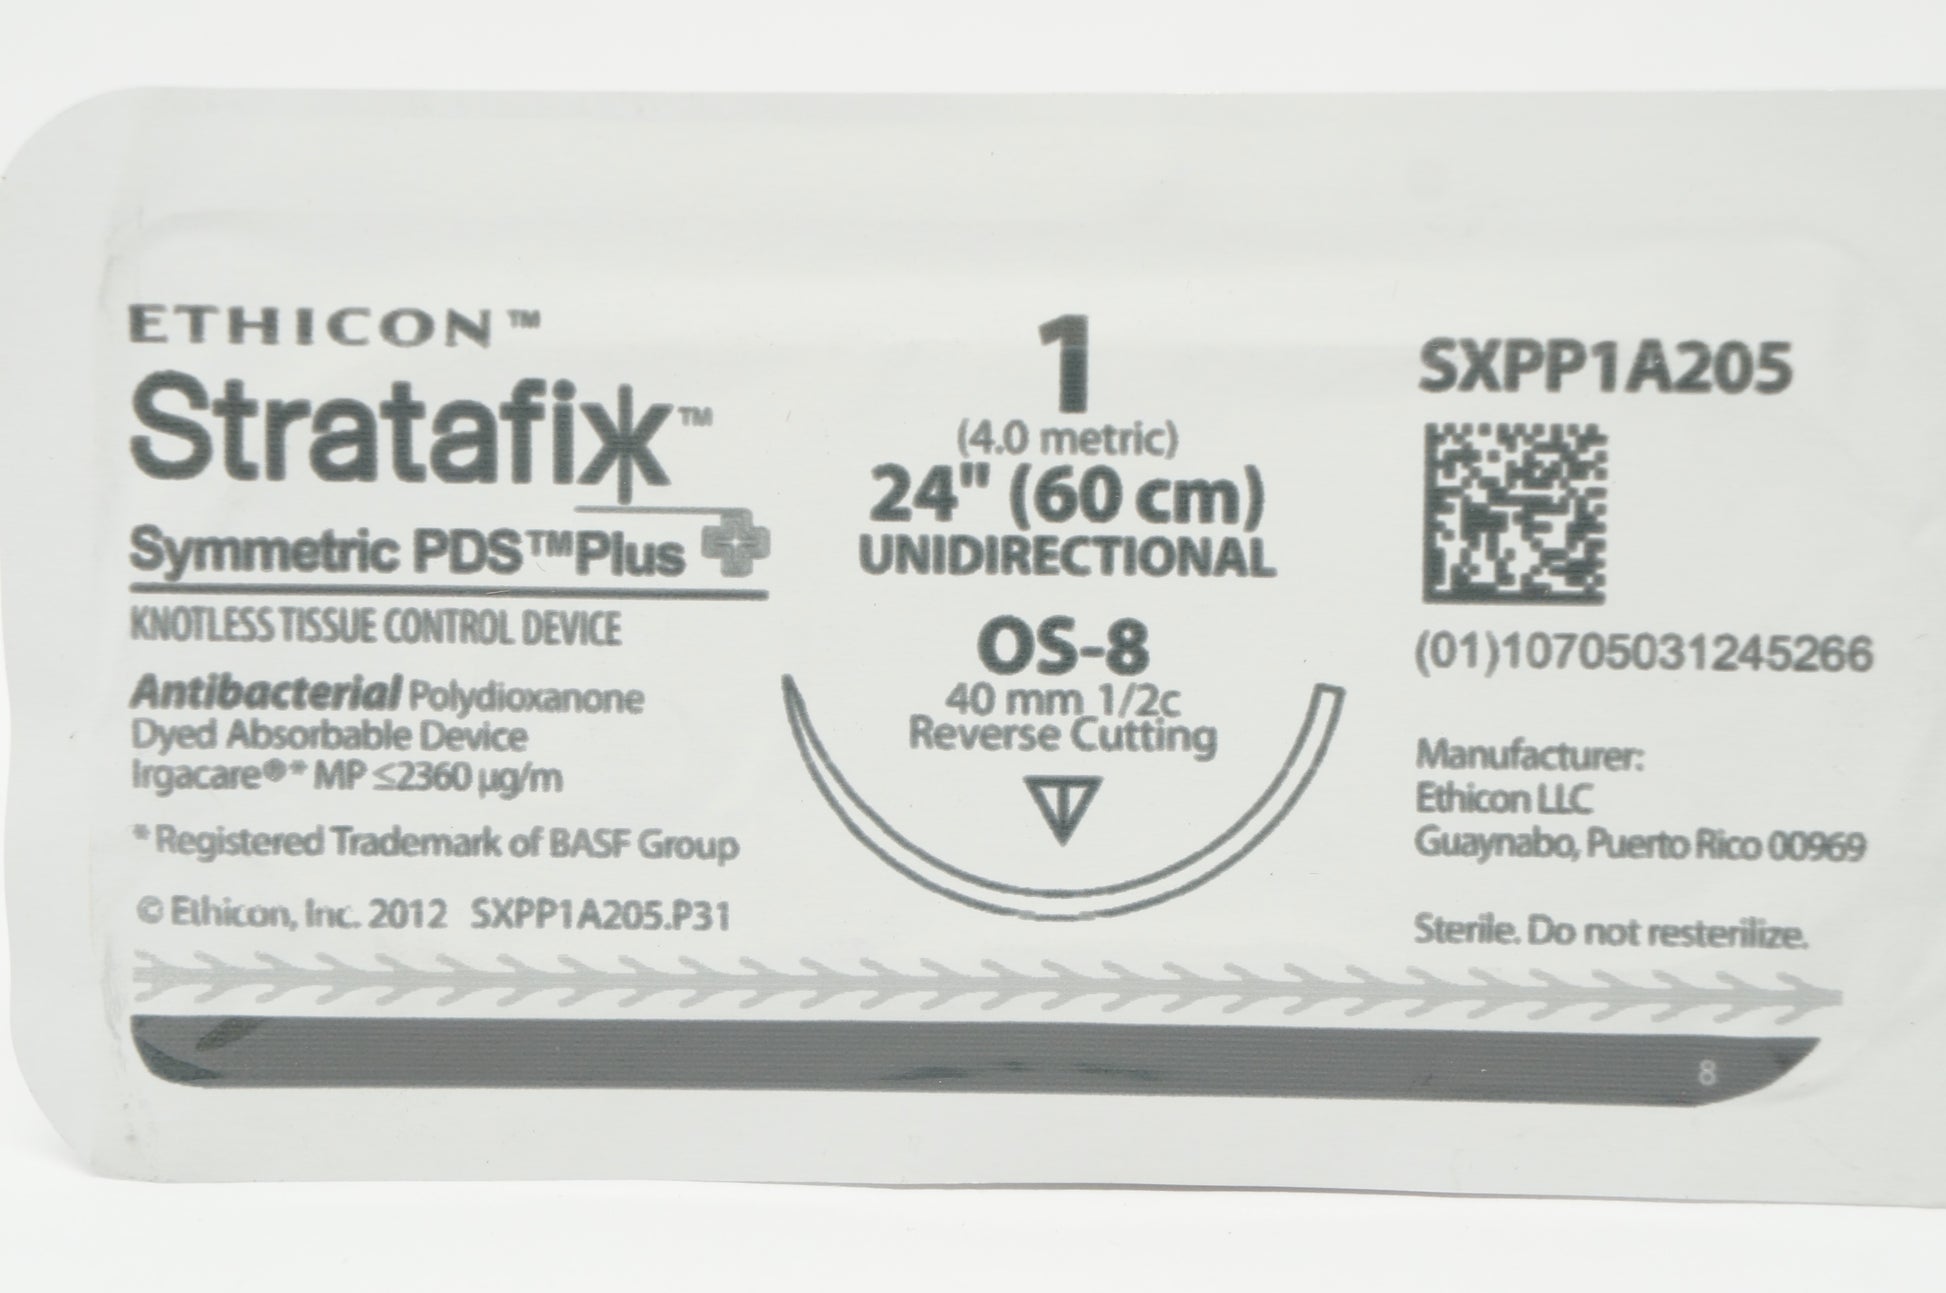 ETHICON™
Stratafix™
Symmetric PDS™Plus
KNOTLESS TISSUE CONTROL DEVICE
Antibacterial Polydioxanone
Dyed Absorbable Device
Irgacare®* MP ≤2360 µg/m
*Registered Trademark of BASF Group
© Ethicon, Inc. 2012 SXPP1A205.P31
1
(4.0 metric)
24" (60 cm)
UNIDIRECTIONAL
OS-8
40 mm 1/2c
Reverse Cutting
SXPP1A205
(01)10705031245266
Manufacturer:
Ethicon LLC
Guaynabo, Puerto Rico 00969
Sterile. Do not resterilize.
8